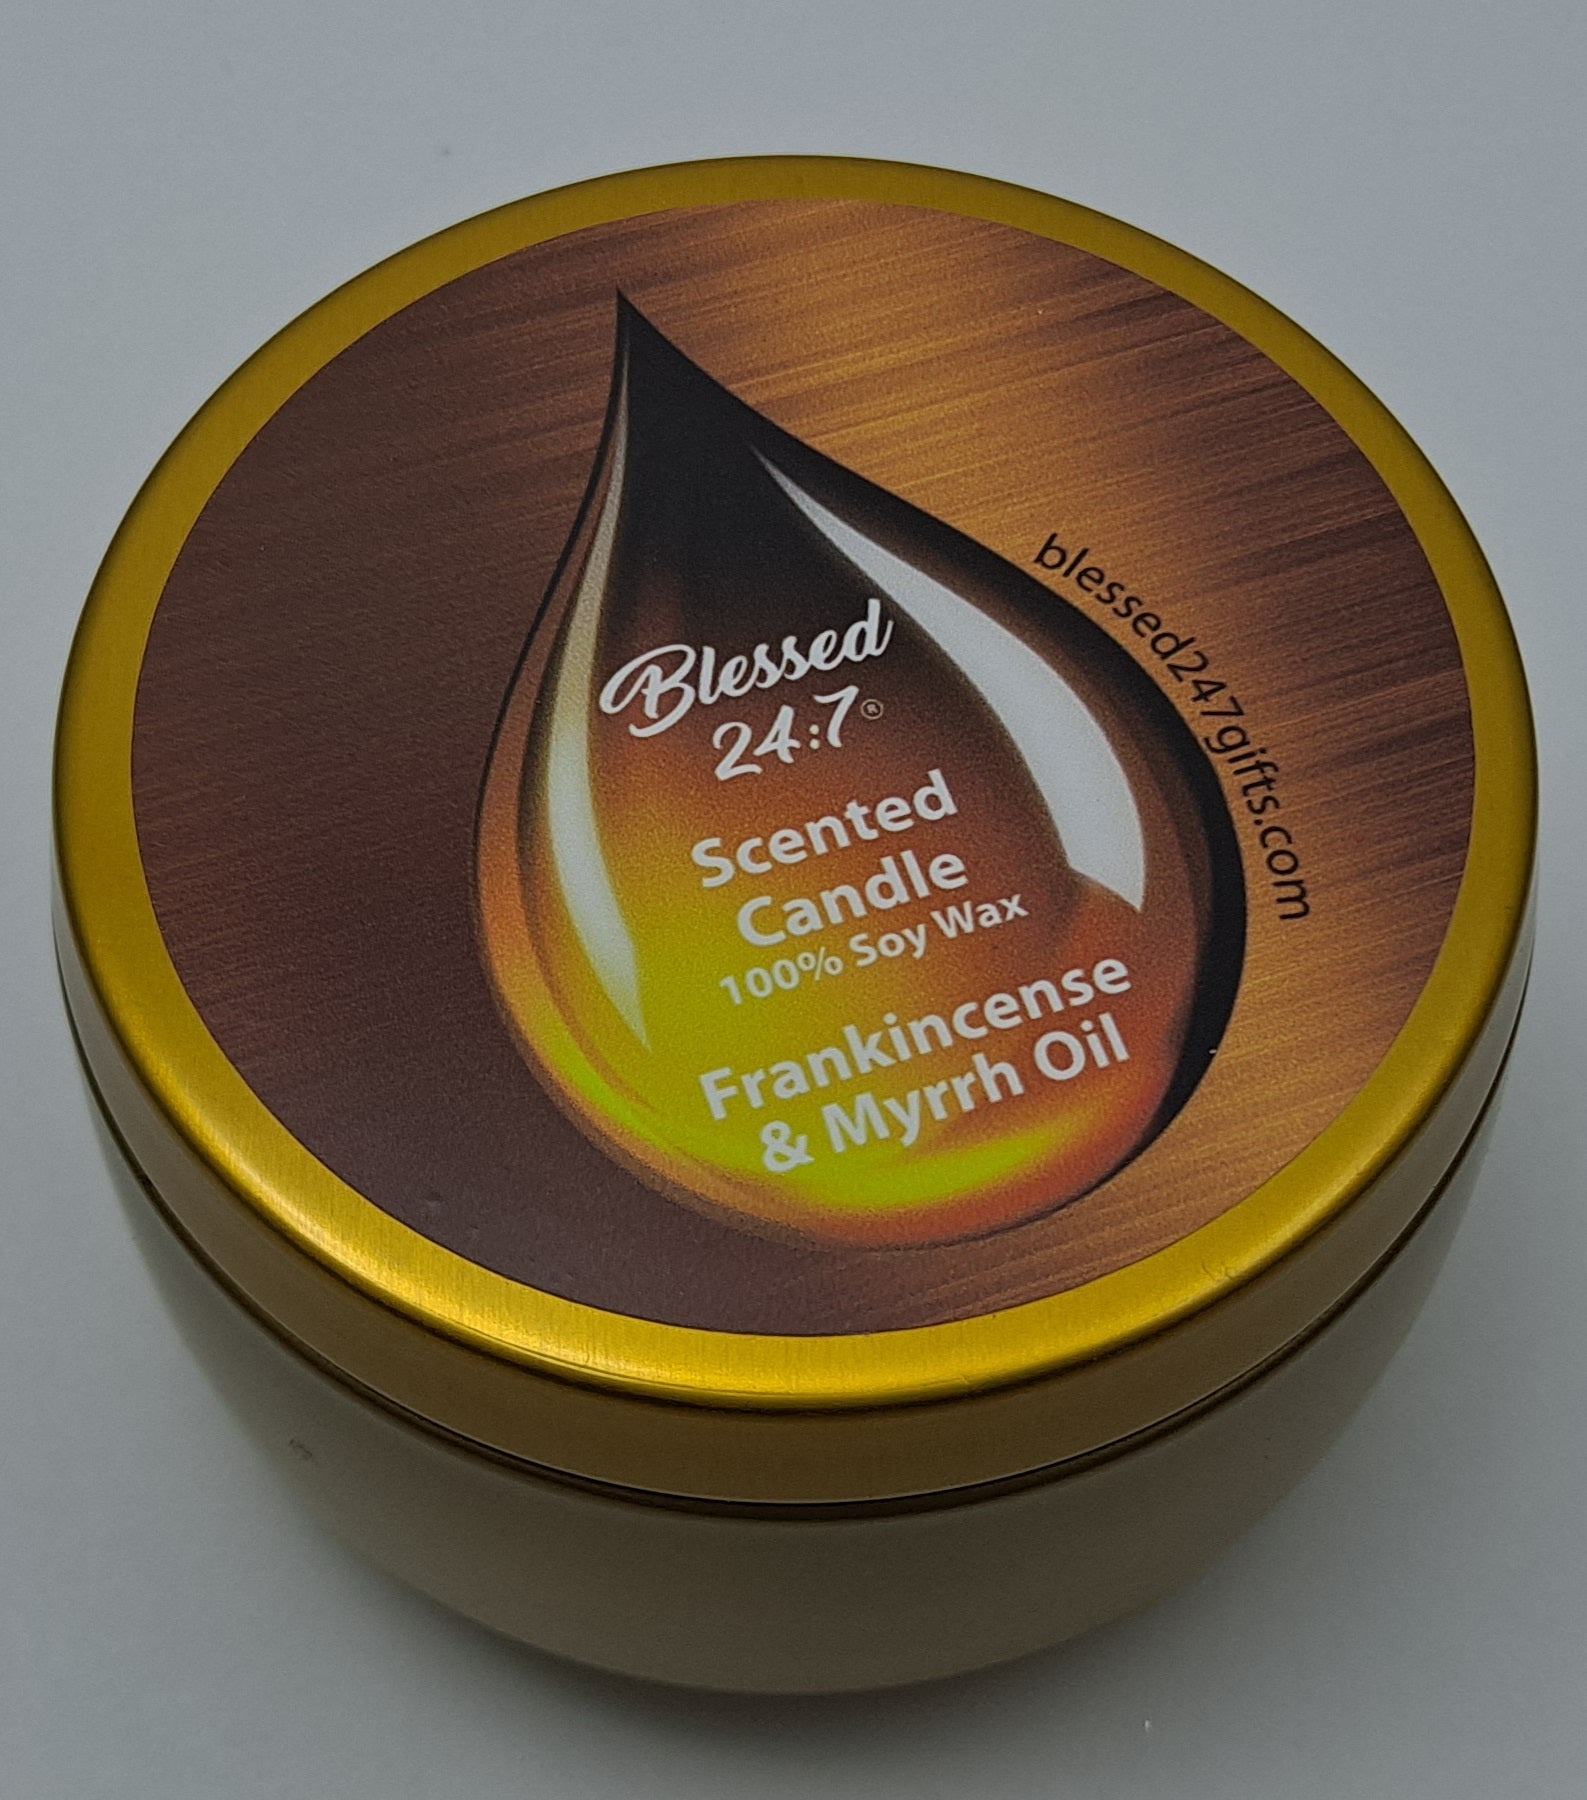 Blessed
24:7®
Scented
Candle
100% Soy Wax
Frankincense
& Myrrh Oil
blessed247gifts.com